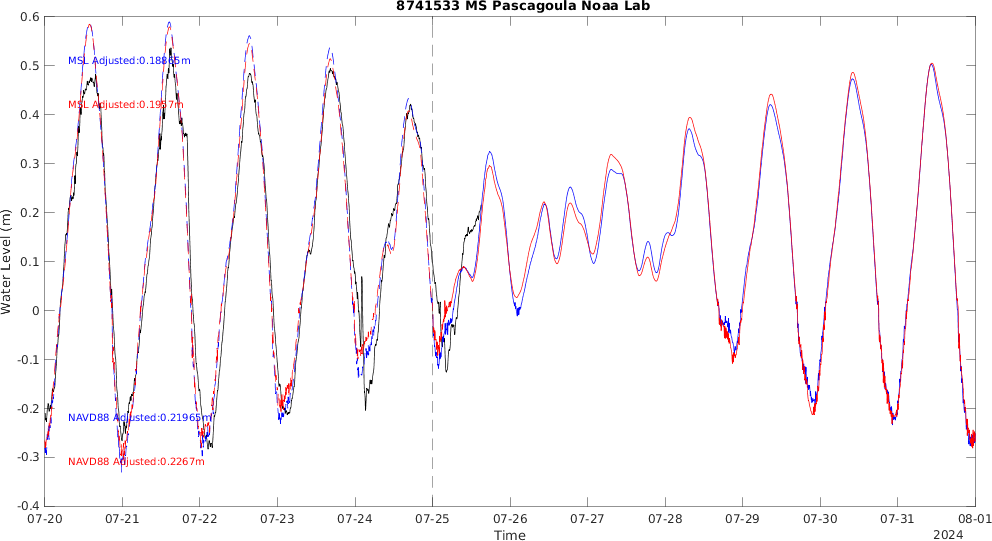 8741533 MS Pascagoula Noaa Lab
Water Level (m)
0.6
0.5
0.4
0.3
0.2
0.1
0
-0.1
-0.2
-0.3
-0.4
MSL Adjusted:0.18865m
MSL Adjusted:0.1957m
NAVD88 Adjusted:0.21965m
NAVD88 Adjusted:0.2267m
07-20 07-21 07-22 07-23 07-24 07-25 07-26 07-27 07-28 07-29 07-30 07-31 08-01
Time
2024